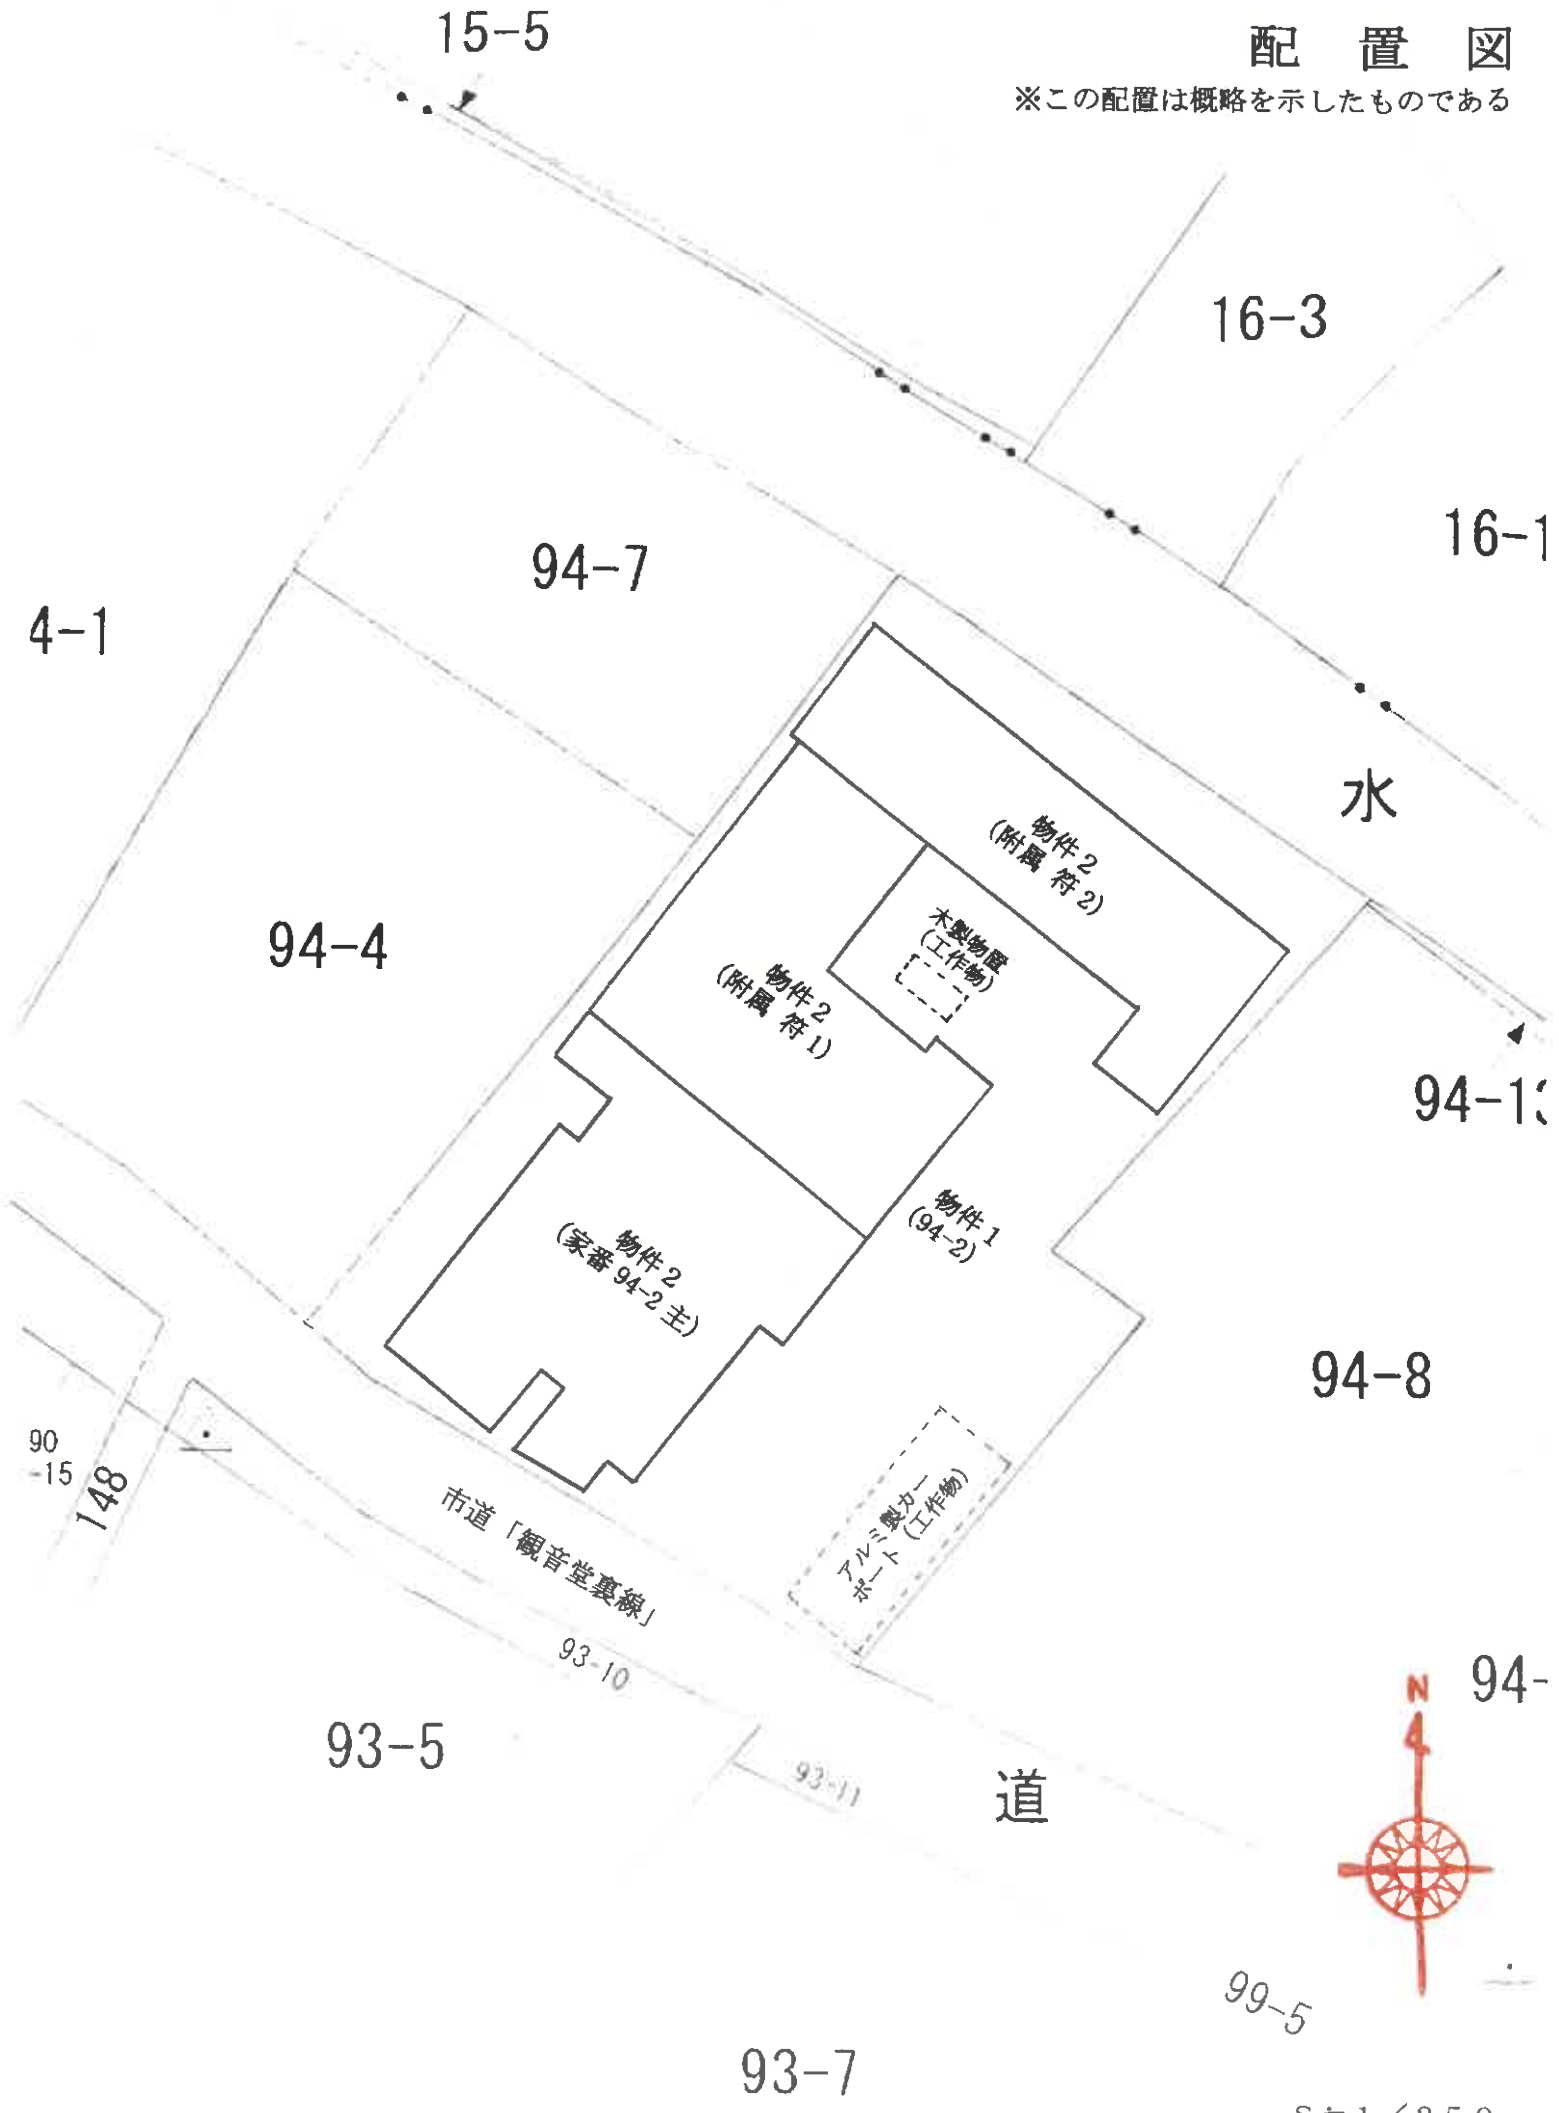 配置図
※この配置は概略を示したものである
15-5
16-3
16-1
94-7
4-1
水
物件2
(附属 符2)
94-4
木製物置
(工作物)
物件2
(附属 符1)
94-13
物件1
(94-2)
物件2
(家番94-2主)
94-8
90
-15
148
アルミ製カー
ポート(工作物)
市道「観音堂裏線」
93-10
94-
N
93-5
93-11
道
99-5
93-7